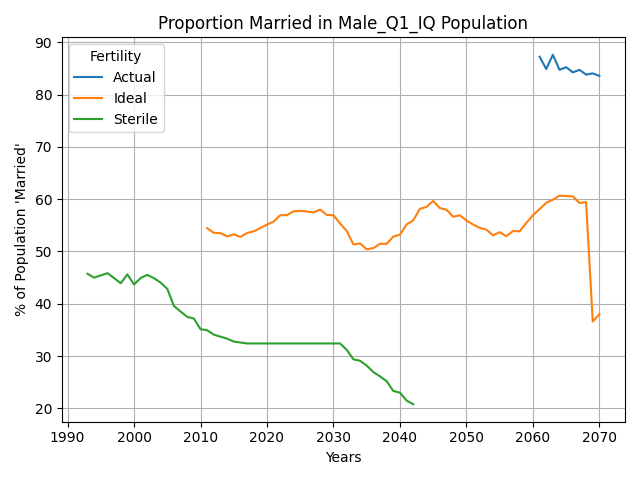 Proportion Married in Male_Q1_IQ Population
% of Population 'Married'
90
80
70
60
50
40
30
20
Fertility
Actual
Ideal
Sterile
1990 2000 2010 2020 2030 2040 2050 2060 2070
Years